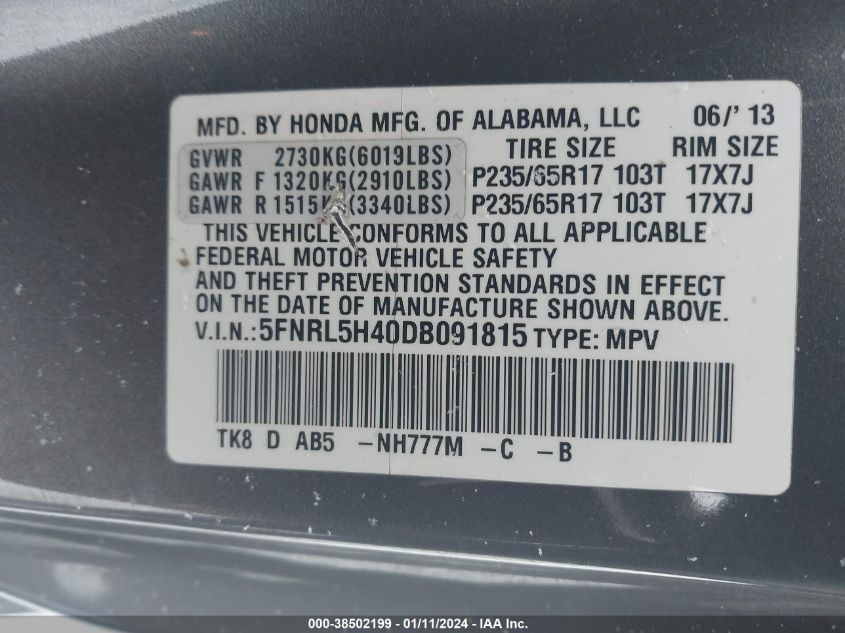 MFD. BY HONDA MFG. OF ALABAMA, LLC 06/' 13
GVWR 2730KG(6019LBS) TIRE SIZE RIM SIZE
GAWR F 1320KG(2910LBS) P235/65R17 103T 17X7J
GAWR R 1515KG(3340LBS) P235/65R17 103T 17X7J
THIS VEHICLE CONFORMS TO ALL APPLICABLE
FEDERAL MOTOR VEHICLE SAFETY
AND THEFT PREVENTION STANDARDS IN EFFECT
ON THE DATE OF MANUFACTURE SHOWN ABOVE.
V.I.N.: 5FNRL5H40DB091815 TYPE: MPV
TK8 D AB5 -NH777M -C -B
000-38502199 - 01/11/2024 - IAA Inc.